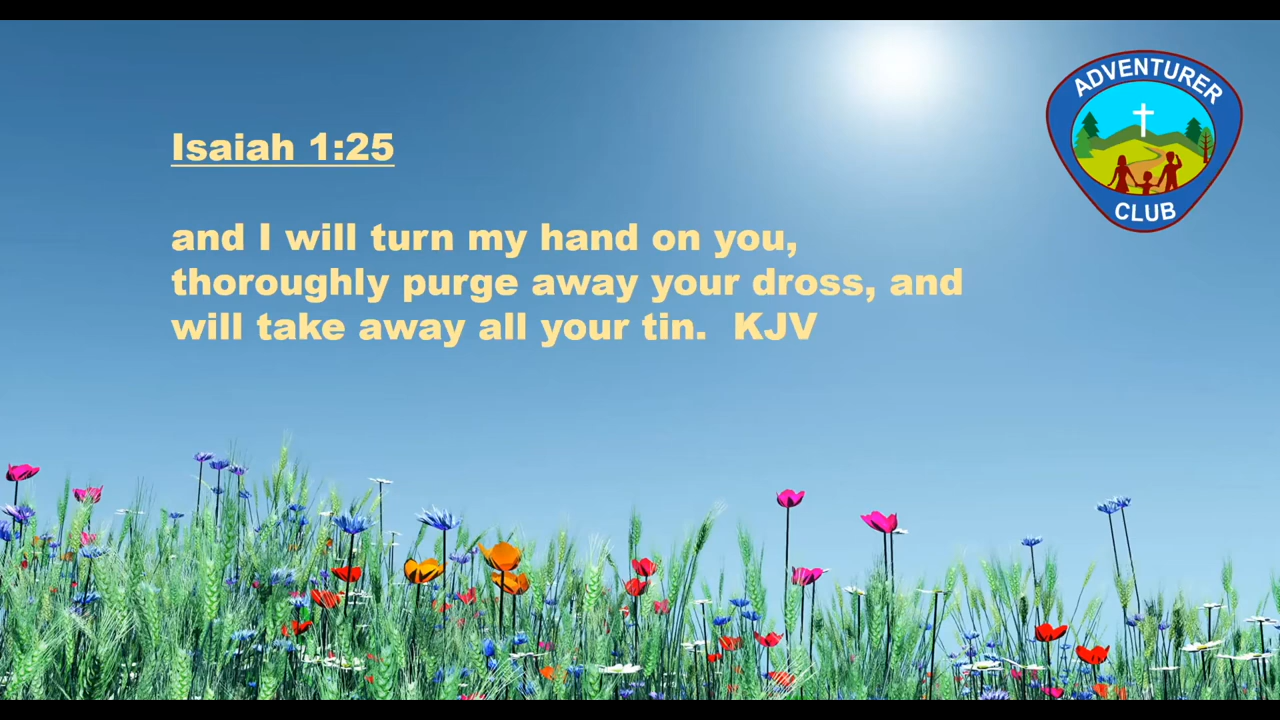 ADVENTURER
CLUB
Isaiah 1:25
and I will turn my hand on you,
thoroughly purge away your dross, and
will take away all your tin.  KJV